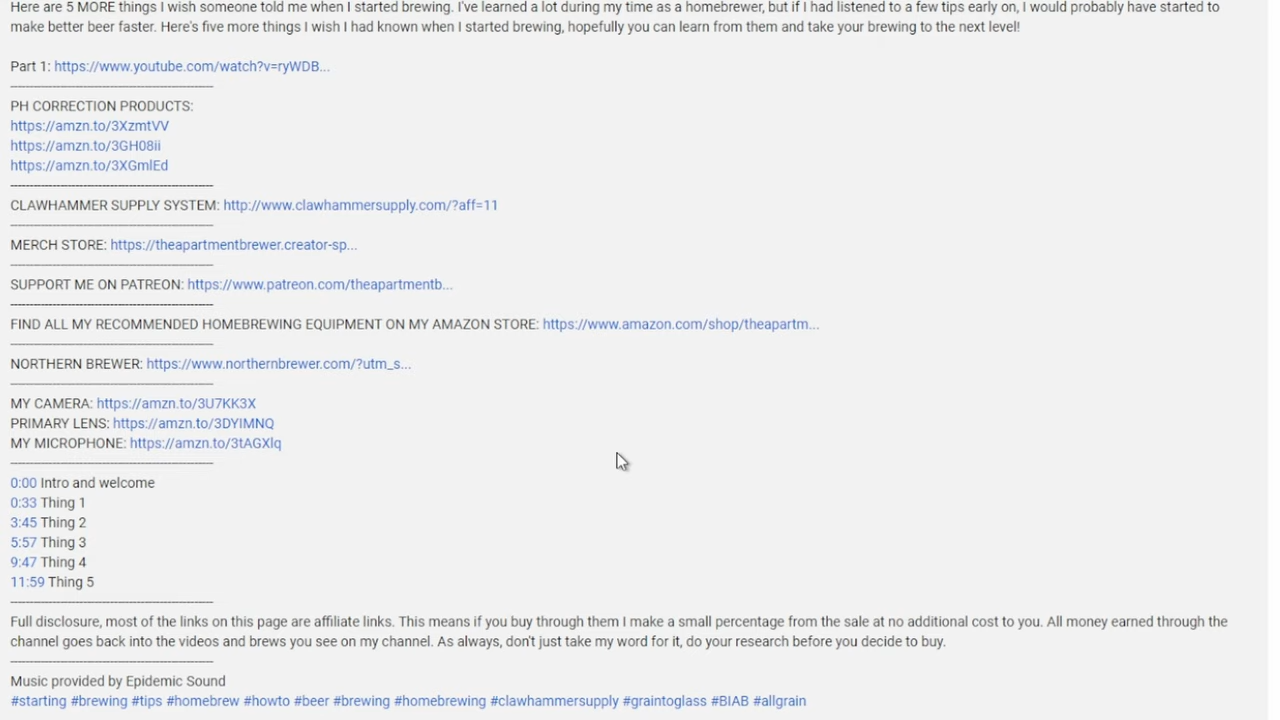 Here are 5 MORE things I wish someone told me when I started brewing. I've learned a lot during my time as a homebrewer, but if I had listened to a few tips early on, I would probably have started to
make better beer faster. Here's five more things I wish I had known when I started brewing, hopefully you can learn from them and take your brewing to the next level!
Part 1: https://www.youtube.com/watch?v=ryWDB...
--------------------------------------------------------
PH CORRECTION PRODUCTS:
https://amzn.to/3XzmtVV
https://amzn.to/3GH08ii
https://amzn.to/3XGmlEd
--------------------------------------------------------
CLAWHAMMER SUPPLY SYSTEM: http://www.clawhammersupply.com/?aff=11
--------------------------------------------------------
MERCH STORE: https://theapartmentbrewer.creator-sp...
--------------------------------------------------------
SUPPORT ME ON PATREON: https://www.patreon.com/theapartmentb...
--------------------------------------------------------
FIND ALL MY RECOMMENDED HOMEBREWING EQUIPMENT ON MY AMAZON STORE: https://www.amazon.com/shop/theapartm...
--------------------------------------------------------
NORTHERN BREWER: https://www.northernbrewer.com/?utm_s...
--------------------------------------------------------
MY CAMERA: https://amzn.to/3U7KK3X
PRIMARY LENS: https://amzn.to/3DYIMNQ
MY MICROPHONE: https://amzn.to/3tAGXlq
--------------------------------------------------------
0:00 Intro and welcome
0:33 Thing 1
3:45 Thing 2
5:57 Thing 3
9:47 Thing 4
11:59 Thing 5
--------------------------------------------------------
Full disclosure, most of the links on this page are affiliate links. This means if you buy through them I make a small percentage from the sale at no additional cost to you. All money earned through the
channel goes back into the videos and brews you see on my channel. As always, don't just take my word for it, do your research before you decide to buy.
--------------------------------------------------------
Music provided by Epidemic Sound
#starting #brewing #tips #homebrew #howto #beer #brewing #homebrewing #clawhammersupply #graintoglass #BIAB #allgrain